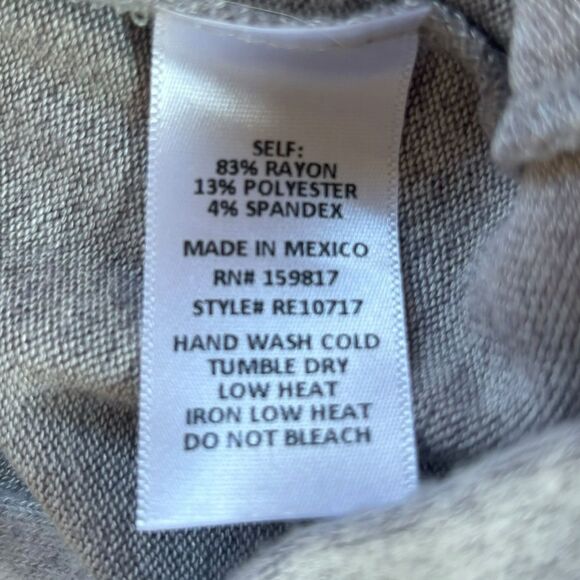 SELF:
83% RAYON
13% POLYESTER
4% SPANDEX
MADE IN MEXICO
RN# 159817
STYLE# RE10717
HAND WASH COLD
TUMBLE DRY
LOW HEAT
IRON LOW HEAT
DO NOT BLEACH